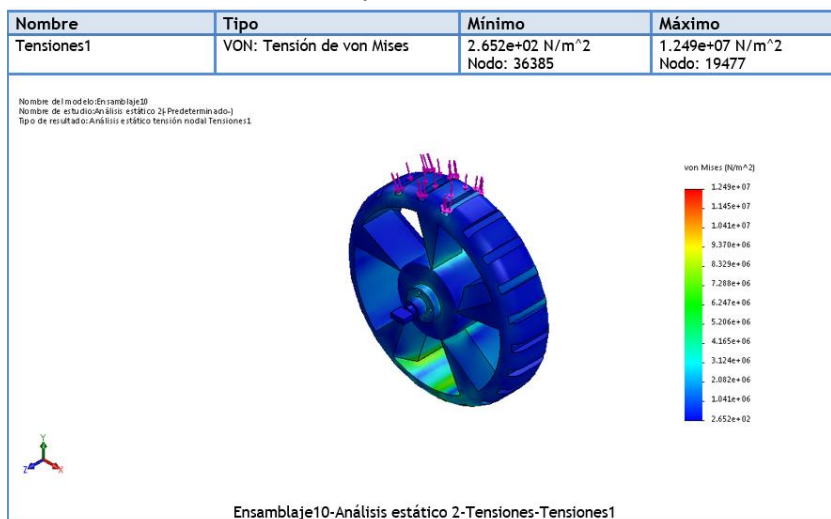 Nombre Tipo Mínimo Máximo
Tensiones1 VON: Tensión de von Mises 2.652e+02 N/m^2 1.249e+07 N/m^2
Nodo: 36385 Nodo: 19477
Nombre del modelo:Ensamblaje10
Nombre de estudio:Análisis estático 2(-Predeterminado-)
Tipo de resultado: Análisis estático tensión nodal Tensiones1
von Mises (N/m^2)
1.249e+07
1.145e+07
1.041e+07
9.370e+06
8.329e+06
7.288e+06
6.247e+06
5.206e+06
4.165e+06
3.124e+06
2.082e+06
1.041e+06
2.652e+02
Y
Z X
Ensamblaje10-Análisis estático 2-Tensiones-Tensiones1